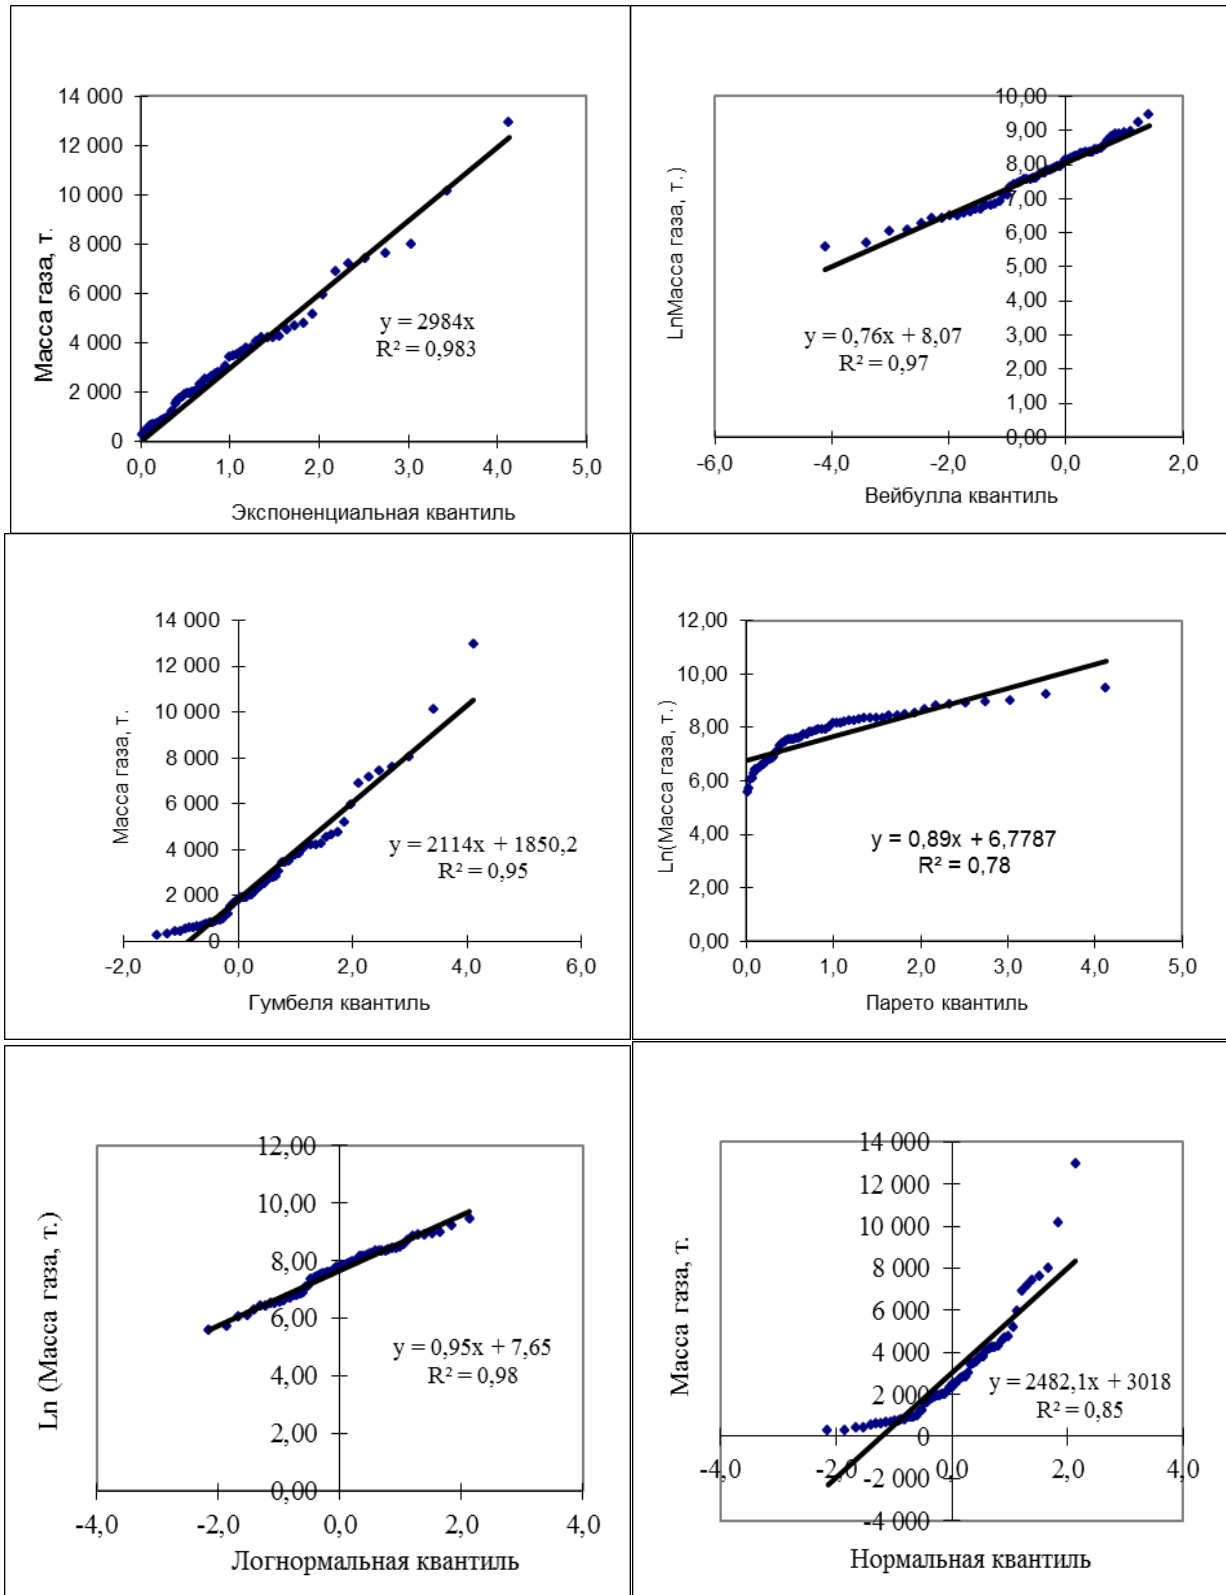 14 000
12 000
10 000
8 000
6 000
4 000
2 000
0
0,0 1,0 2,0 3,0 4,0 5,0
Масса газа, т.
y = 2984x
R² = 0,983
Экспоненциальная квантиль
10,00
9,00
8,00
7,00
6,00
5,00
4,00
3,00
2,00
1,00
0,00
-6,0 -4,0 -2,0 0,0 2,0
LnМасса газа, т.)
y = 0,76x + 8,07
R² = 0,97
Вейбулла квантиль
14 000
12 000
10 000
8 000
6 000
4 000
2 000
0
-2,0 0,0 2,0 4,0 6,0
Масса газа, т.
y = 2114x + 1850,2
R² = 0,95
Гумбеля квантиль
12,00
10,00
8,00
6,00
4,00
2,00
0,00
0,0 1,0 2,0 3,0 4,0 5,0
Ln(Масса газа, т.)
y = 0,89x + 6,7787
R² = 0,78
Парето квантиль
12,00
10,00
8,00
6,00
4,00
2,00
0,00
-4,0 -2,0 0,0 2,0 4,0
Ln (Масса газа, т.)
y = 0,95x + 7,65
R² = 0,98
Логнормальная квантиль
14 000
12 000
10 000
8 000
6 000
4 000
2 000
0
-2 000
-4 000
-4,0 -2,0 0,0 2,0 4,0
Масса газа, т.
y = 2482,1x + 3018
R² = 0,85
Нормальная квантиль